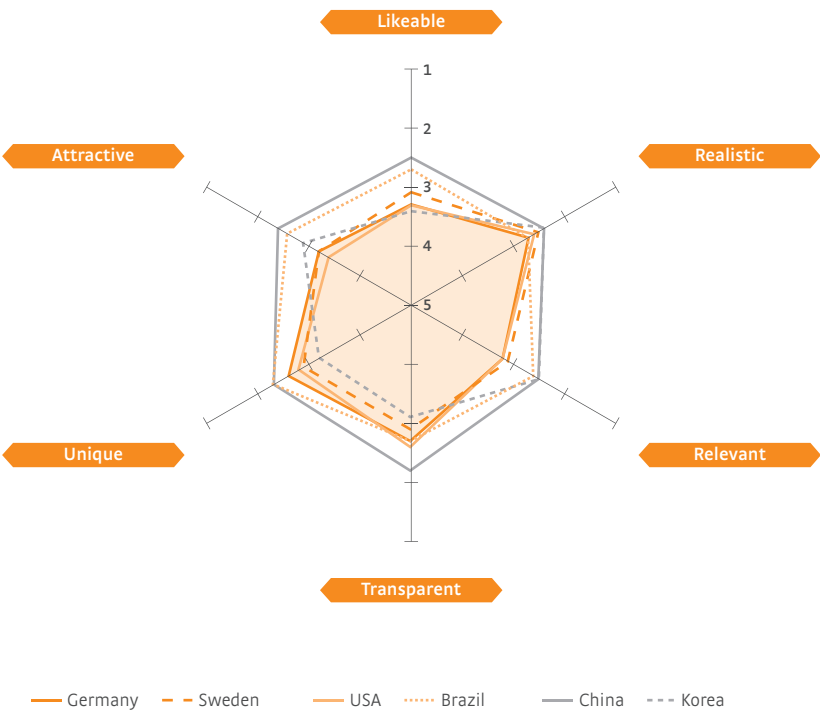 Likeable
1
2
Attractive
Realistic
3
4
5
Unique
Relevant
Transparent
Germany Sweden USA Brazil China Korea